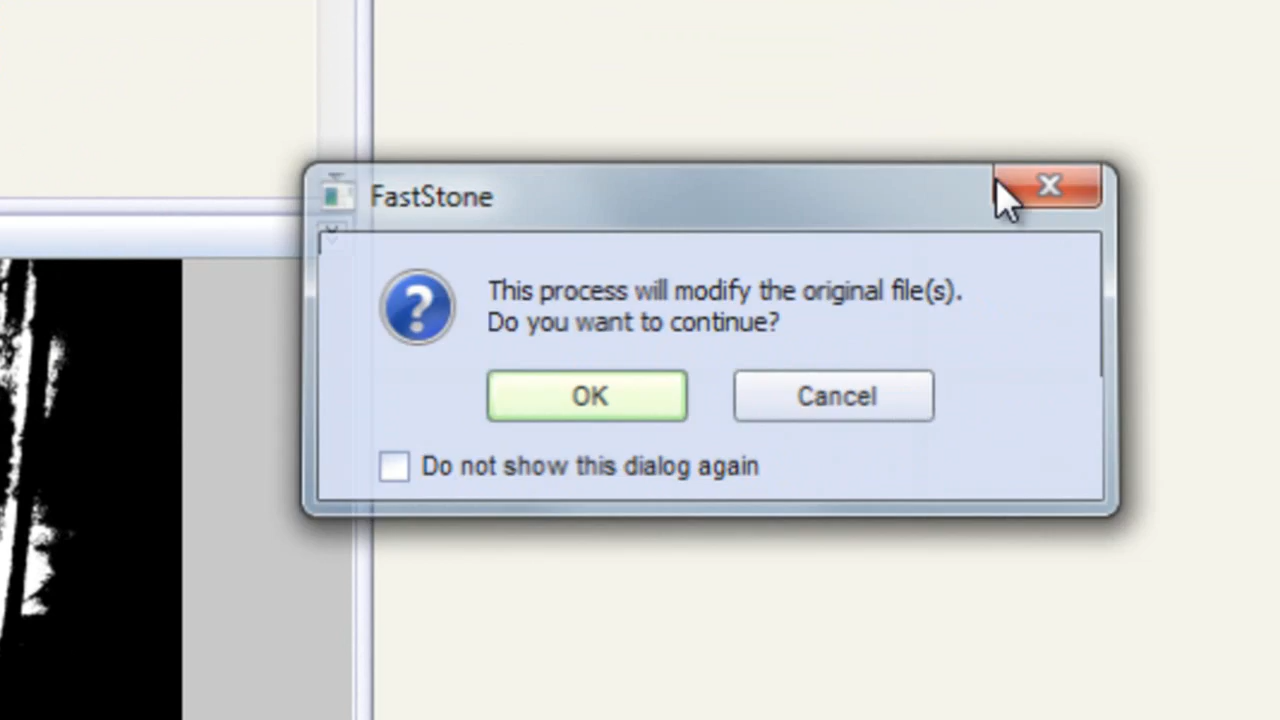 FastStone
This process will modify the original file(s).
Do you want to continue?
OK
Cancel
Do not show this dialog again